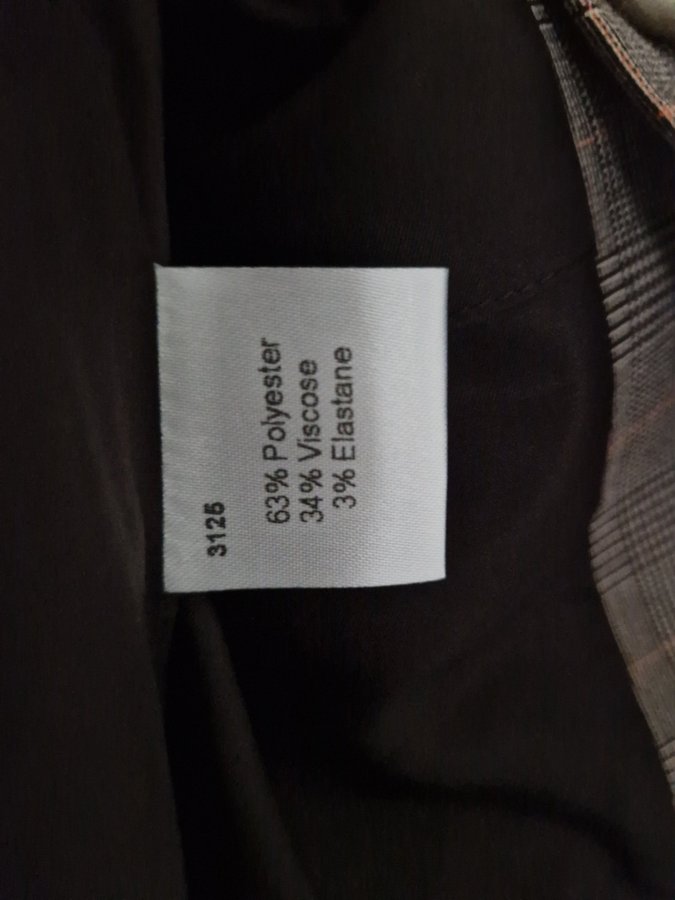 3125
63% Polyester
34% Viscose
3% Elastane